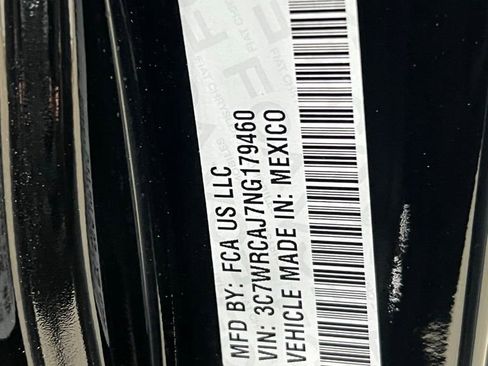 MFD BY: FCA US LLC
VIN: 3C7WRCAJ7NG179460
VEHICLE MADE IN: MEXICO